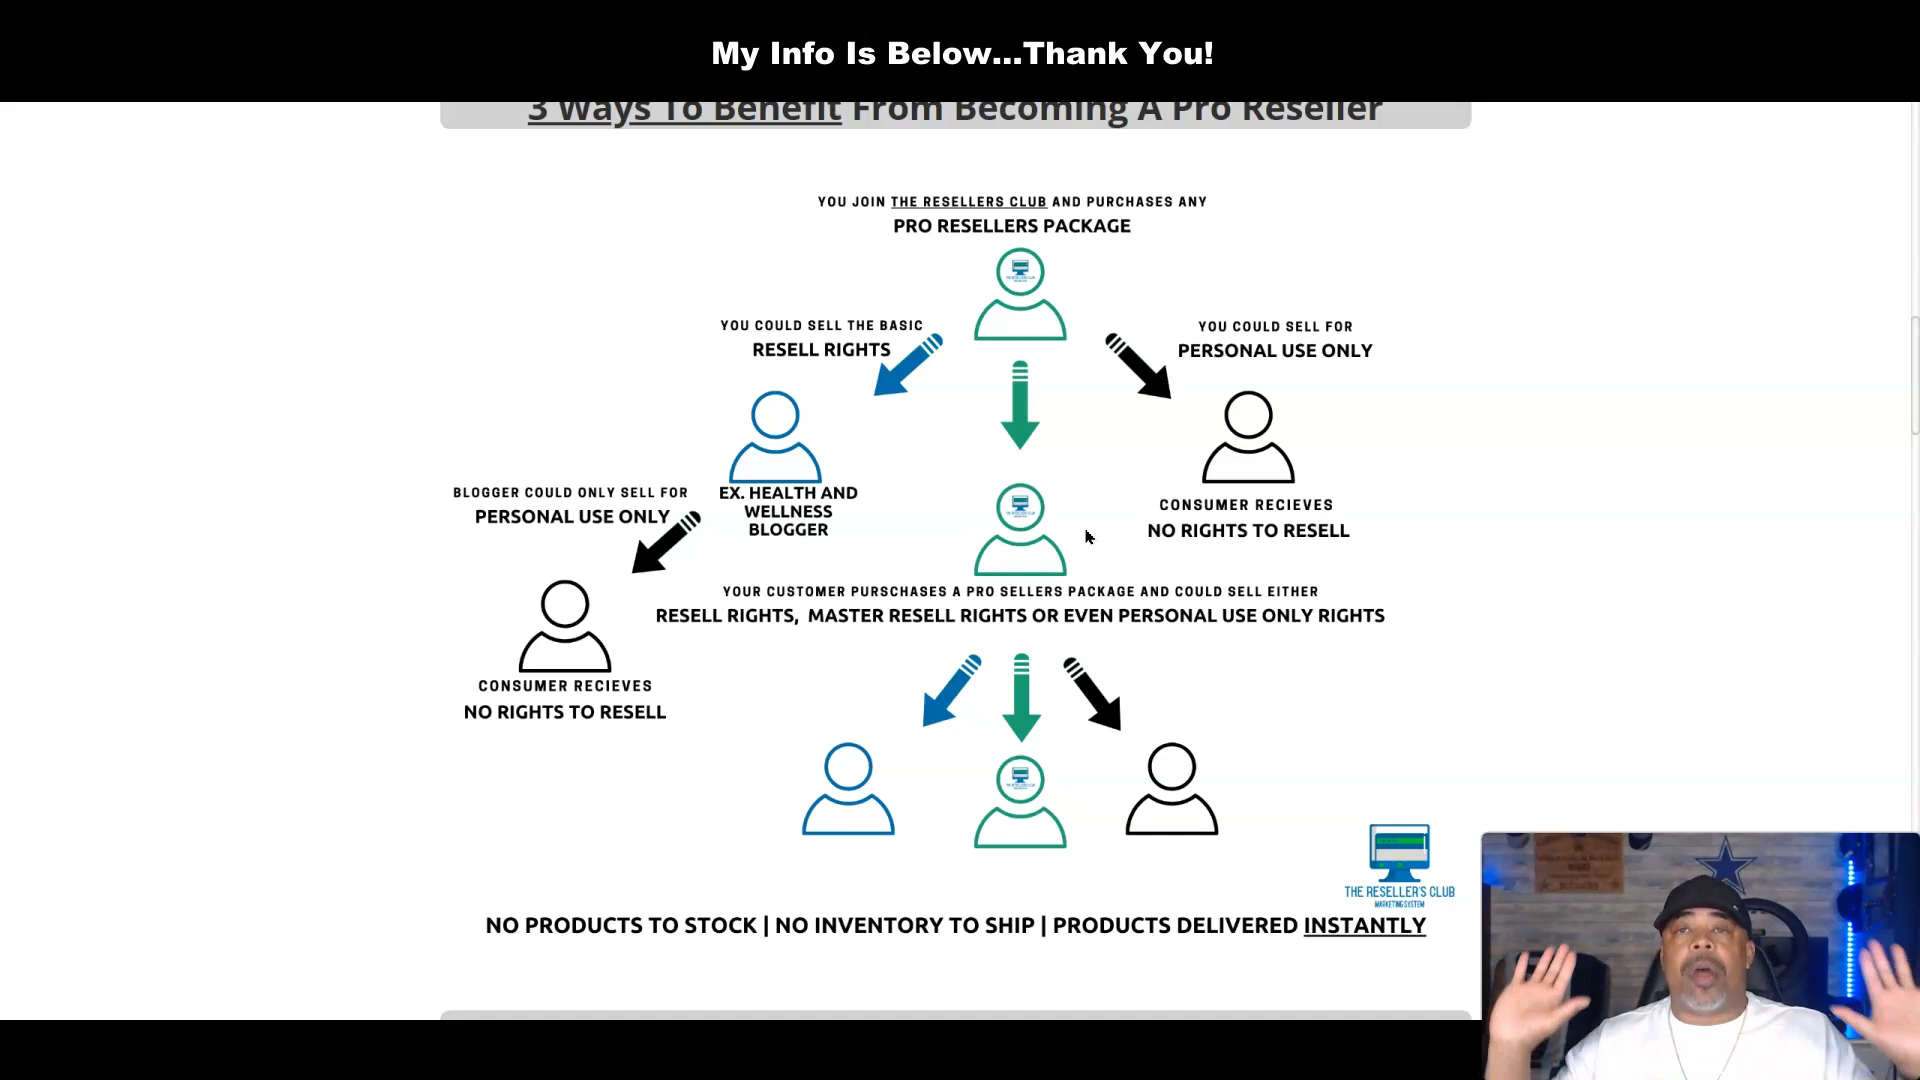 My Info Is Below...Thank You!
3 Ways To Benefit From Becoming A Pro Reseller
YOU JOIN THE RESELLERS CLUB AND PURCHASES ANY
PRO RESELLERS PACKAGE
YOU COULD SELL THE BASIC
RESELL RIGHTS
YOU COULD SELL FOR
PERSONAL USE ONLY
BLOGGER COULD ONLY SELL FOR
PERSONAL USE ONLY
EX. HEALTH AND
WELLNESS
BLOGGER
CONSUMER RECIEVES
NO RIGHTS TO RESELL
YOUR CUSTOMER PURSCHASES A PRO SELLERS PACKAGE AND COULD SELL EITHER
RESELL RIGHTS, MASTER RESELL RIGHTS OR EVEN PERSONAL USE ONLY RIGHTS
CONSUMER RECIEVES
NO RIGHTS TO RESELL
THE RESELLER'S CLUB
MARKETING SYSTEM
NO PRODUCTS TO STOCK | NO INVENTORY TO SHIP | PRODUCTS DELIVERED INSTANTLY